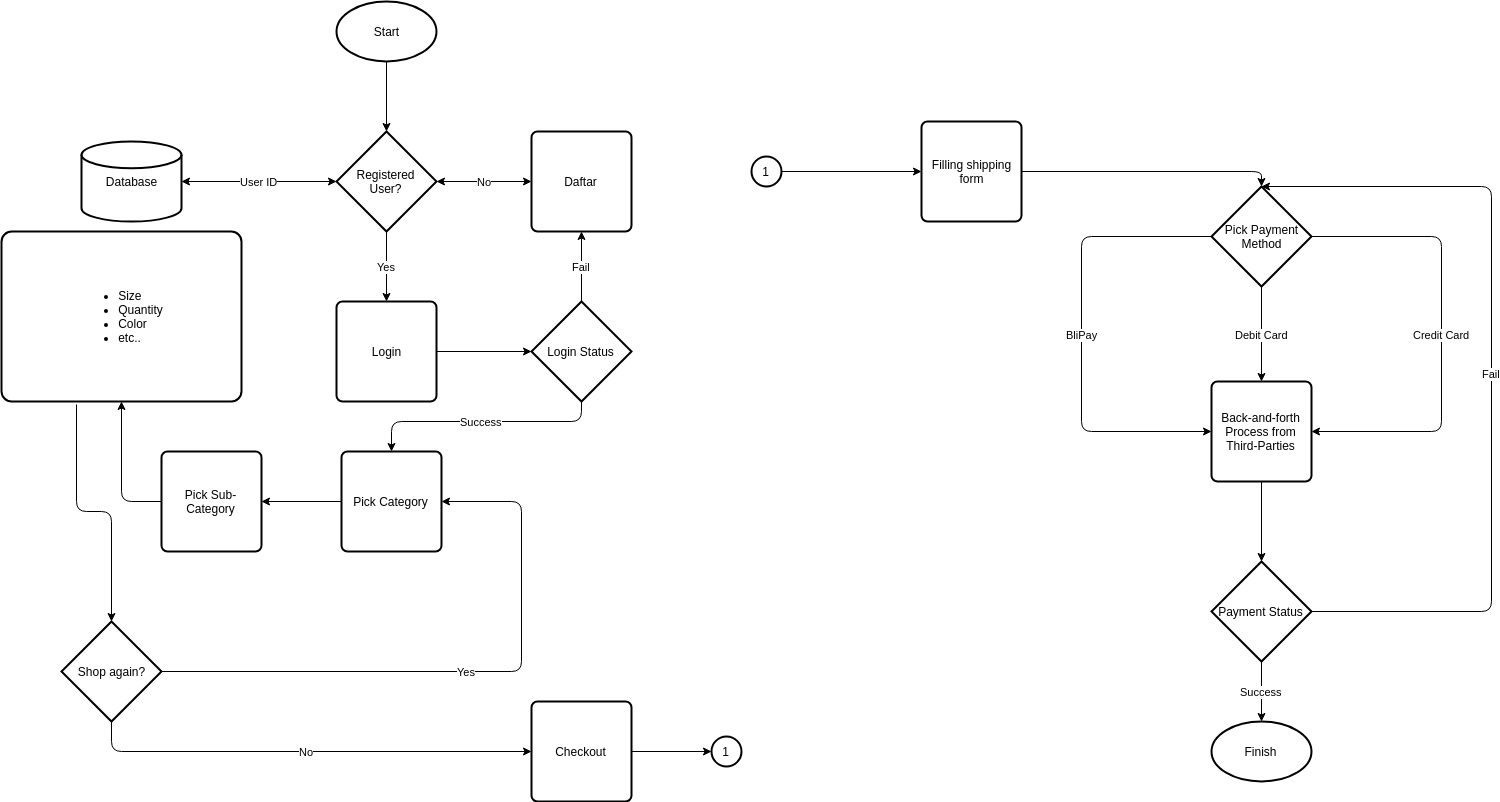 Start
Database
User ID
Registered
User?
No
Daftar
Yes
Fail
• Size
• Quantity
• Color
• etc..
Login
Login Status
Success
Pick Sub-
Category
Pick Category
Shop again?
Yes
No
Checkout
1
1
Filling shipping
form
Pick Payment
Method
BliPay
Debit Card
Credit Card
Fail
Back-and-forth
Process from
Third-Parties
Payment Status
Success
Finish